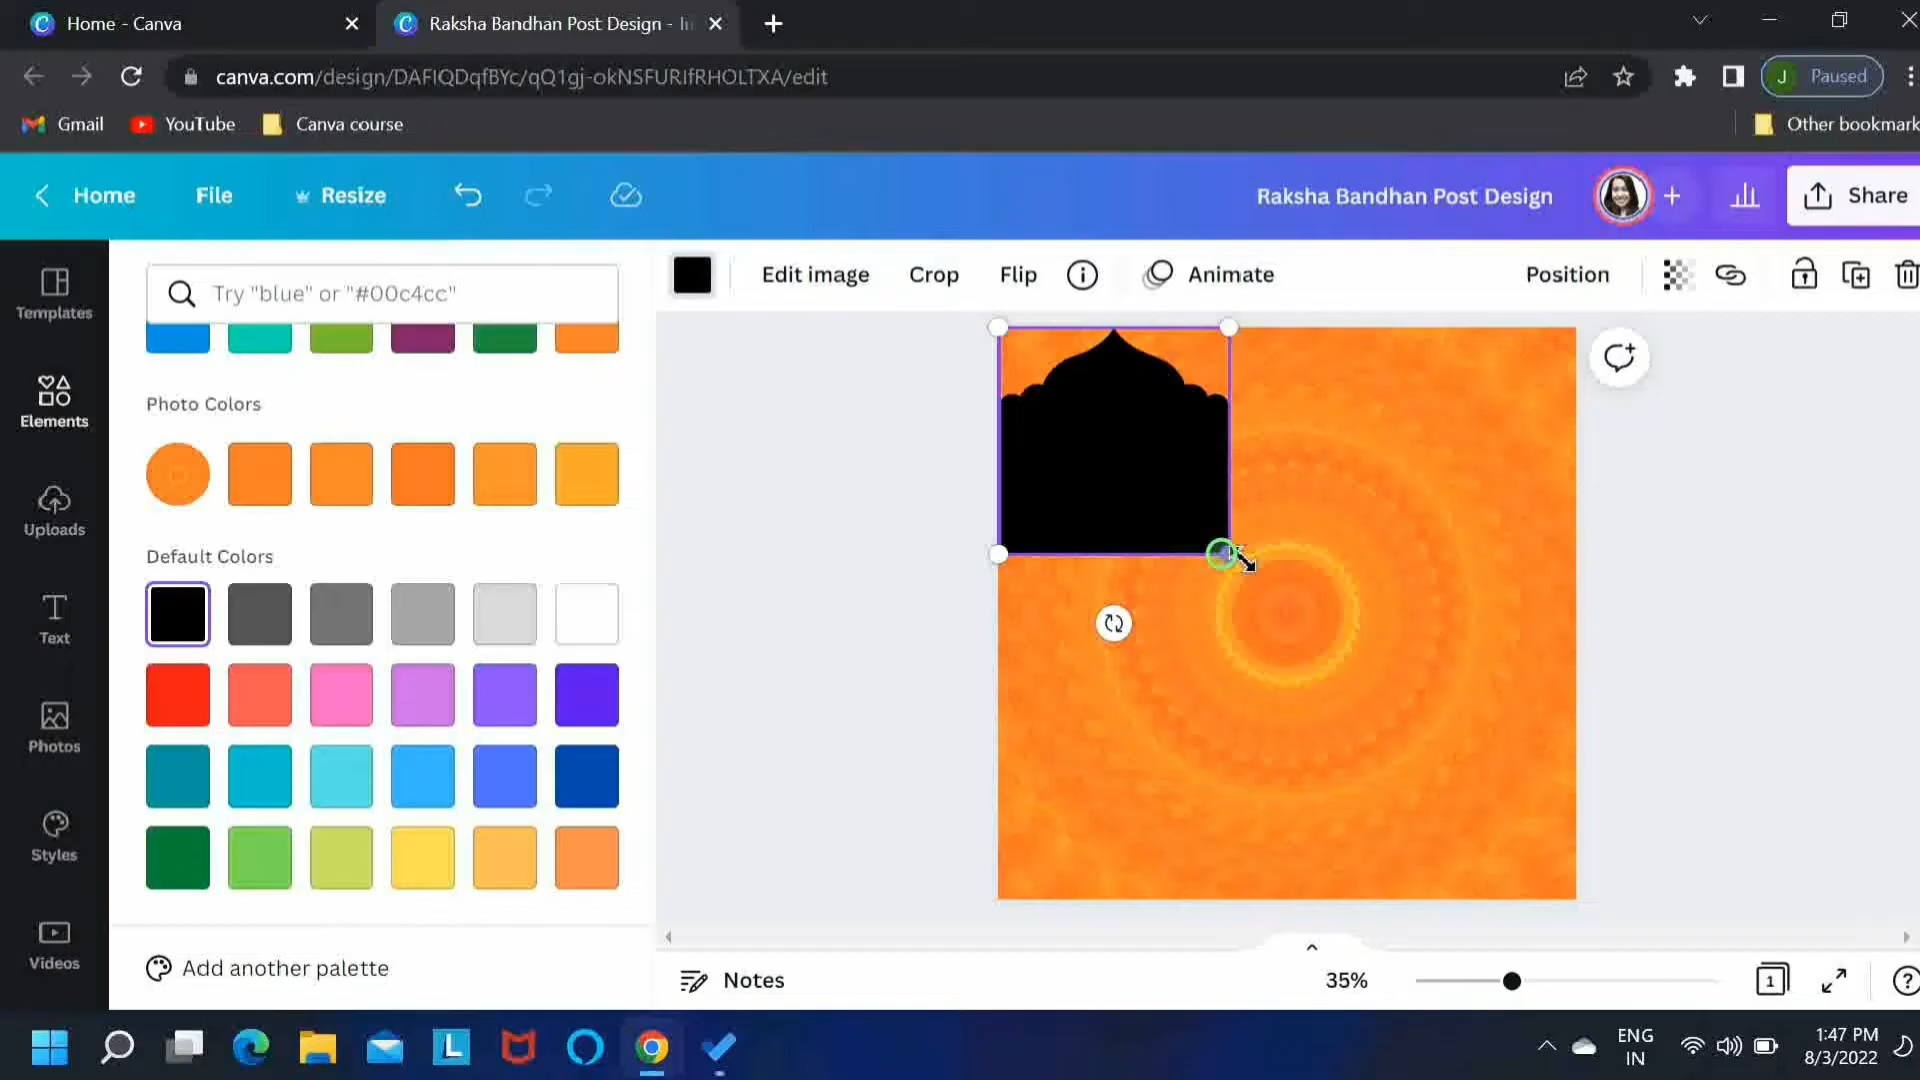 Home - Canva
Raksha Bandhan Post Design - In
canva.com/design/DAFIQDqfBYc/qQ1gj-okNSFURIfRHOLTXA/edit
J Paused
Gmail YouTube Canva course
Other bookmark
Home File Resize
Raksha Bandhan Post Design
Share
Try "blue" or "#00c4cc"
Edit image Crop Flip Animate Position
Templates
Elements
Uploads
Text
Photos
Styles
Videos
Photo Colors
Default Colors
Add another palette
Notes
35%
1
?
L
ENG
IN
1:47 PM
8/3/2022